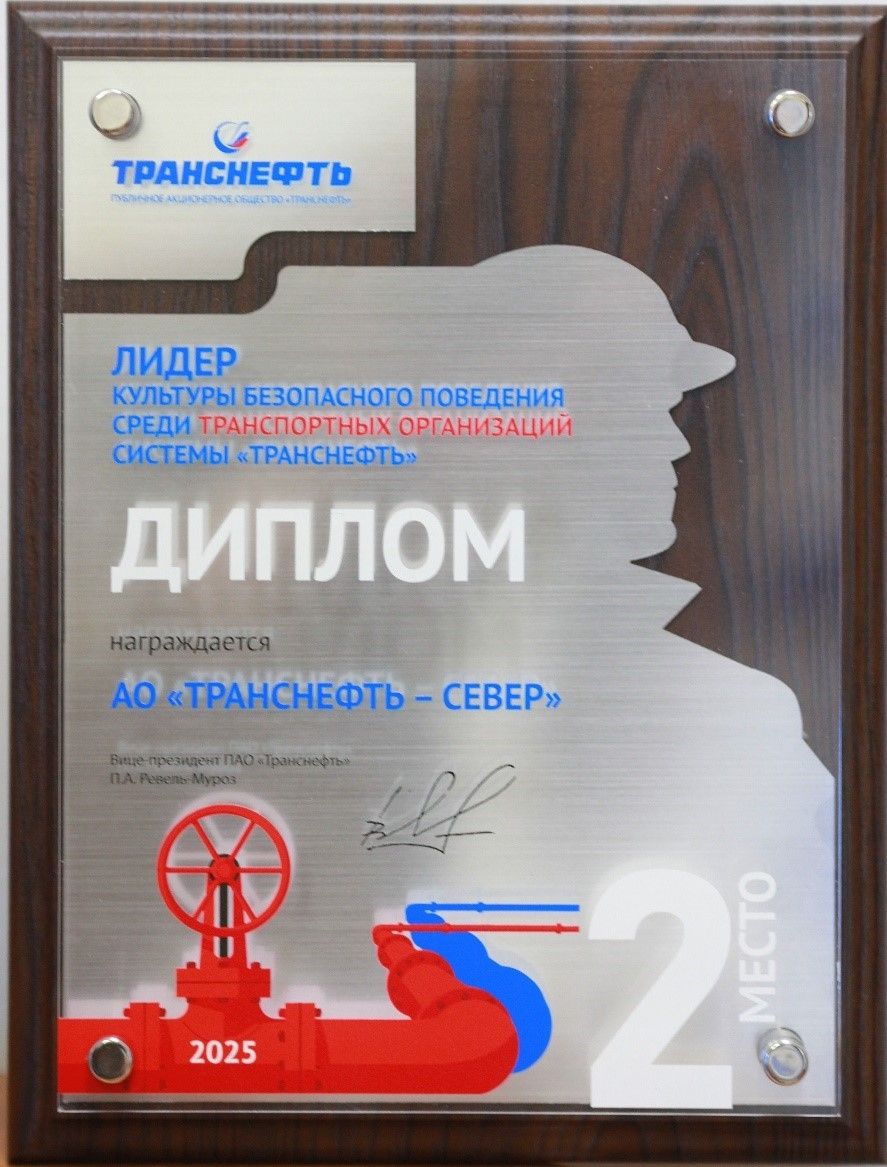 ТРАНСНЕФТЬ
ПУБЛИЧНОЕ АКЦИОНЕРНОЕ ОБЩЕСТВО «ТРАНСНЕФТЬ»
ЛИДЕР
КУЛЬТУРЫ БЕЗОПАСНОГО ПОВЕДЕНИЯ
СРЕДИ ТРАНСПОРТНЫХ ОРГАНИЗАЦИЙ
СИСТЕМЫ «ТРАНСНЕФТЬ»
ДИПЛОМ
награждается
АО «ТРАНСНЕФТЬ – СЕВЕР»
Вице-президент ПАО «Транснефть»
П.А. Ревель-Муроз
2025
2 МЕСТО